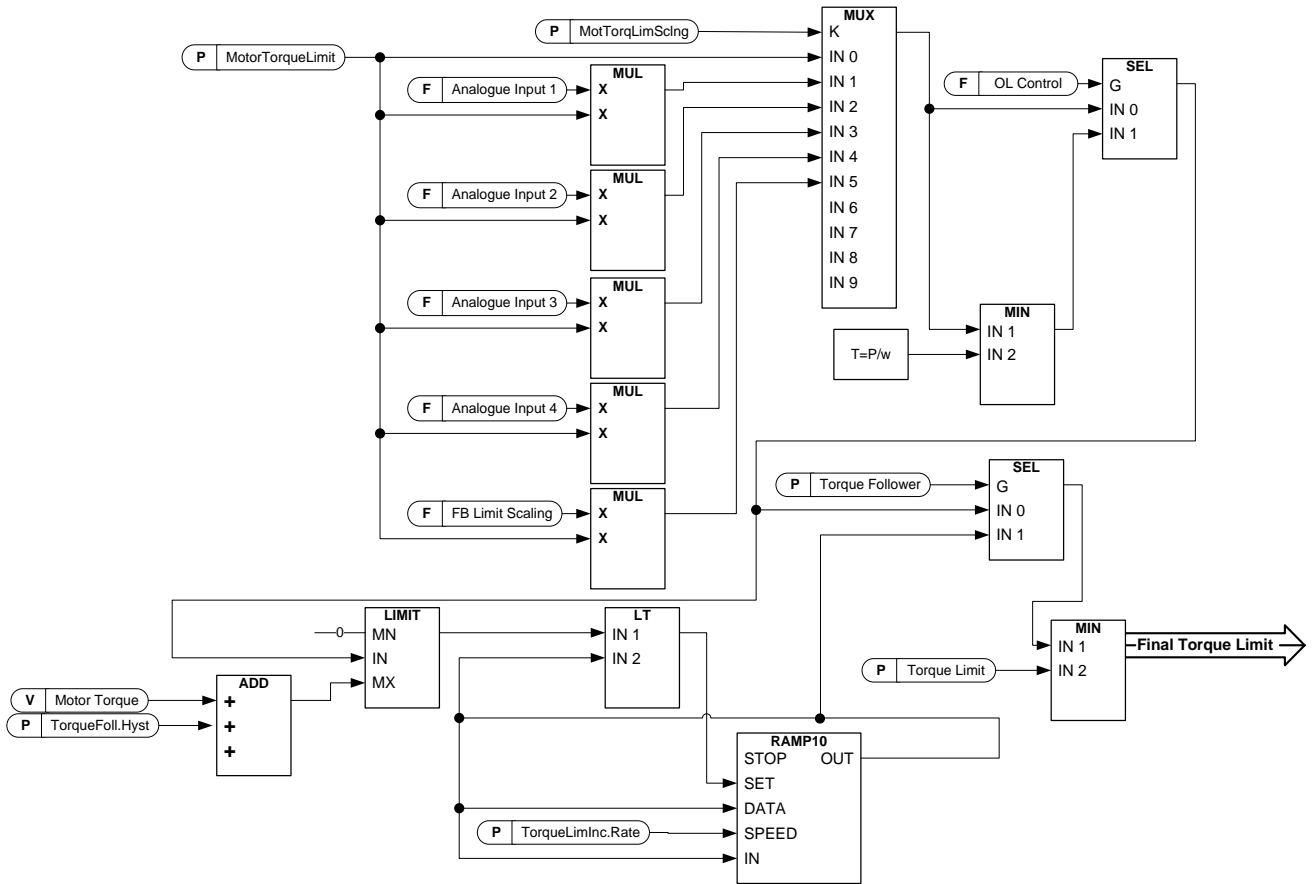 MUX
P MotTorqLimSclng
K
P MotorTorqueLimit
IN 0
IN 1
IN 2
IN 3
IN 4
IN 5
IN 6
IN 7
IN 8
IN 9
MUL
F Analogue Input 1
X
X
MUL
F Analogue Input 2
X
X
MUL
F Analogue Input 3
X
X
MUL
F Analogue Input 4
X
X
MUL
F FB Limit Scaling
X
X
SEL
F OL Control
G
IN 0
IN 1
MIN
IN 1
IN 2
T=P/w
SEL
P Torque Follower
G
IN 0
IN 1
MIN
IN 1
P Torque Limit
IN 2
Final Torque Limit
LIMIT
0
MN
IN
MX
LT
IN 1
IN 2
ADD
V Motor Torque
+
P TorqueFoll.Hyst
+
+
RAMP10
STOP OUT
SET
DATA
P TorqueLimInc.Rate
SPEED
IN